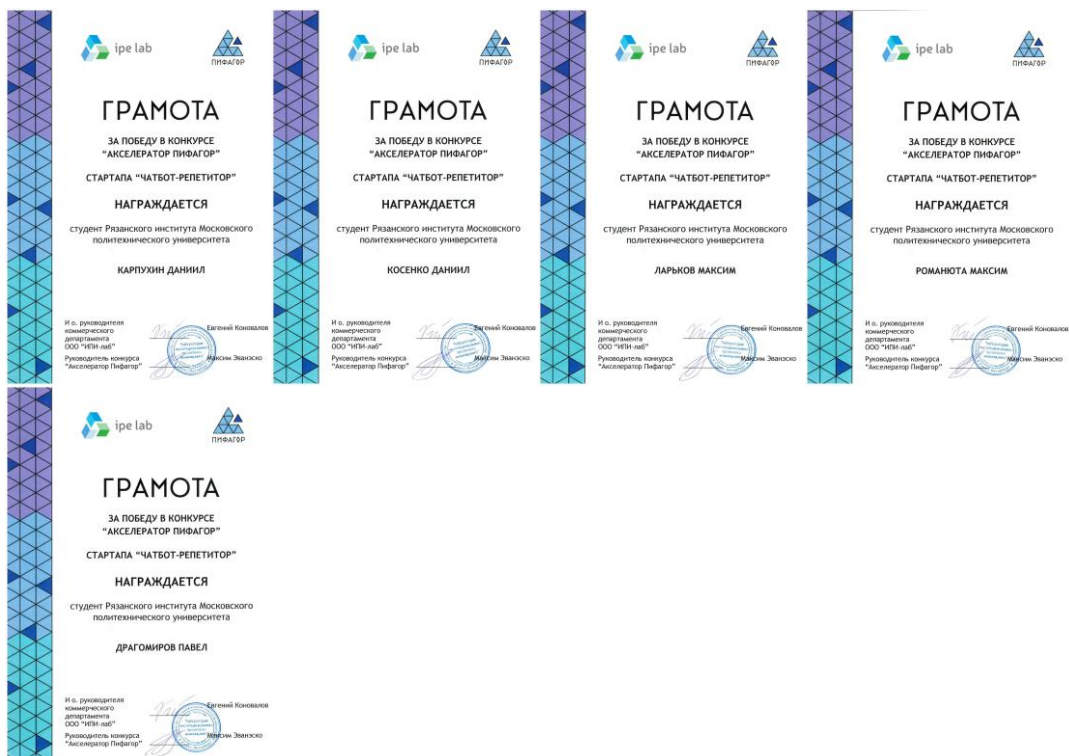 ipe lab
ПИФАГОР
ГРАМОТА
ЗА ПОБЕДУ В КОНКУРСЕ
“АКСЕЛЕРАТОР ПИФАГОР”
СТАРТАПА “ЧАТБОТ-РЕПЕТИТОР”
НАГРАЖДАЕТСЯ
студент Рязанского института Московского
политехнического университета
КАРПУХИН ДАНИИЛ
И о. руководителя
коммерческого
департамента
ООО “ИПИ-лаб”
Евгений Коновалов
Руководитель конкурса
“Акселератор Пифагор”
Максим Эванэско
ipe lab
ПИФАГОР
ГРАМОТА
ЗА ПОБЕДУ В КОНКУРСЕ
“АКСЕЛЕРАТОР ПИФАГОР”
СТАРТАПА “ЧАТБОТ-РЕПЕТИТОР”
НАГРАЖДАЕТСЯ
студент Рязанского института Московского
политехнического университета
КОСЕНКО ДАНИИЛ
И о. руководителя
коммерческого
департамента
ООО “ИПИ-лаб”
Евгений Коновалов
Руководитель конкурса
“Акселератор Пифагор”
Максим Эванэско
ipe lab
ПИФАГОР
ГРАМОТА
ЗА ПОБЕДУ В КОНКУРСЕ
“АКСЕЛЕРАТОР ПИФАГОР”
СТАРТАПА “ЧАТБОТ-РЕПЕТИТОР”
НАГРАЖДАЕТСЯ
студент Рязанского института Московского
политехнического университета
ЛАРЬКОВ МАКСИМ
И о. руководителя
коммерческого
департамента
ООО “ИПИ-лаб”
Евгений Коновалов
Руководитель конкурса
“Акселератор Пифагор”
Максим Эванэско
ipe lab
ПИФАГОР
ГРАМОТА
ЗА ПОБЕДУ В КОНКУРСЕ
“АКСЕЛЕРАТОР ПИФАГОР”
СТАРТАПА “ЧАТБОТ-РЕПЕТИТОР”
НАГРАЖДАЕТСЯ
студент Рязанского института Московского
политехнического университета
РОМАНЮТА МАКСИМ
И о. руководителя
коммерческого
департамента
ООО “ИПИ-лаб”
Евгений Коновалов
Руководитель конкурса
“Акселератор Пифагор”
Максим Эванэско
ipe lab
ПИФАГОР
ГРАМОТА
ЗА ПОБЕДУ В КОНКУРСЕ
“АКСЕЛЕРАТОР ПИФАГОР”
СТАРТАПА “ЧАТБОТ-РЕПЕТИТОР”
НАГРАЖДАЕТСЯ
студент Рязанского института Московского
политехнического университета
ДРАГОМИРОВ ПАВЕЛ
И о. руководителя
коммерческого
департамента
ООО “ИПИ-лаб”
Евгений Коновалов
Руководитель конкурса
“Акселератор Пифагор”
Максим Эванэско